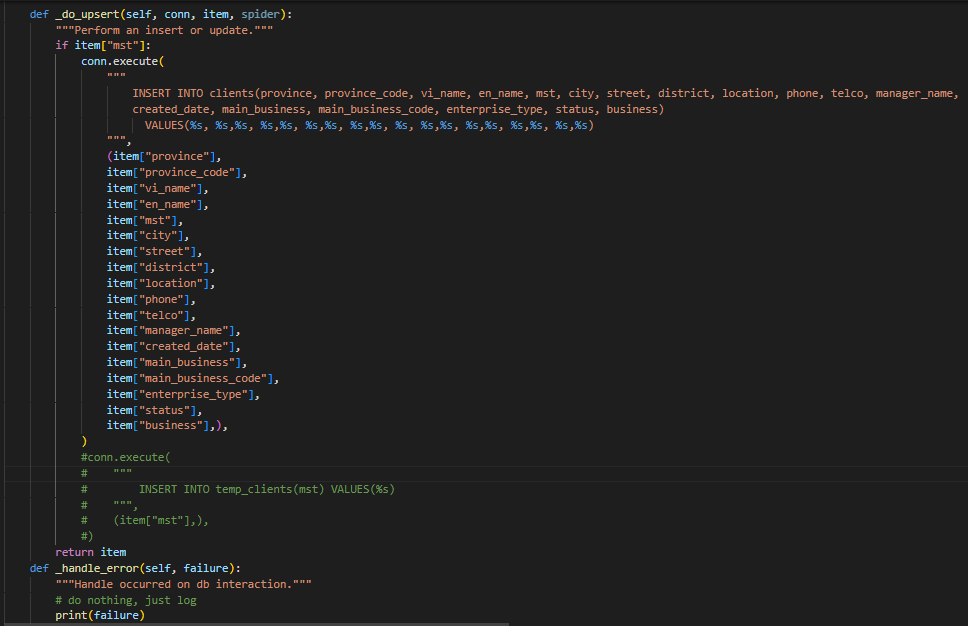 def _do_upsert(self, conn, item, spider):
"""Perform an insert or update."""
if item["mst"]:
conn.execute(
"""
INSERT INTO clients(province, province_code, vi_name, en_name, mst, city, street, district, location, phone, telco, manager_name,
created_date, main_business, main_business_code, enterprise_type, status, business)
VALUES(%s, %s,%s, %s,%s, %s,%s, %s,%s, %s, %s,%s, %s,%s, %s,%s, %s,%s)
""",
(item["province"],
item["province_code"],
item["vi_name"],
item["en_name"],
item["mst"],
item["city"],
item["street"],
item["district"],
item["location"],
item["phone"],
item["telco"],
item["manager_name"],
item["created_date"],
item["main_business"],
item["main_business_code"],
item["enterprise_type"],
item["status"],
item["business"],),
)
#conn.execute(
# """
# INSERT INTO temp_clients(mst) VALUES(%s)
# """,
# (item["mst"],),
#)
return item
def _handle_error(self, failure):
"""Handle occurred on db interaction."""
# do nothing, just log
print(failure)